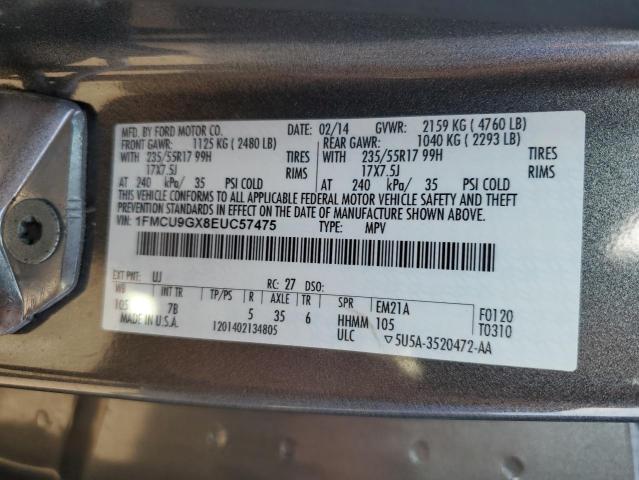 MFD. BY FORD MOTOR CO. DATE: 02/14 GVWR: 2159 KG ( 4760 LB)
FRONT GAWR: 1125 KG ( 2480 LB) REAR GAWR: 1040 KG ( 2293 LB)
WITH 235/55R17 99H TIRES WITH 235/55R17 99H TIRES
17X7.5J RIMS 17X7.5J RIMS
AT 240 kPa/ 35 PSI COLD AT 240 kPa/ 35 PSI COLD
THIS VEHICLE CONFORMS TO ALL APPLICABLE FEDERAL MOTOR VEHICLE SAFETY AND THEFT
PREVENTION STANDARDS IN EFFECT ON THE DATE OF MANUFACTURE SHOWN ABOVE.
VIN: 1FMCU9GX8EUC57475 TYPE: MPV
EXT PNT: UJ RC: 27 DSO:
WB INT TR TP/PS R AXLE TR SPR EM21A F0120
105 7B 5 35 6 HHMM 105 T0310
MADE IN U.S.A. 1201402134805 ULC ▽5U5A-3520472-AA